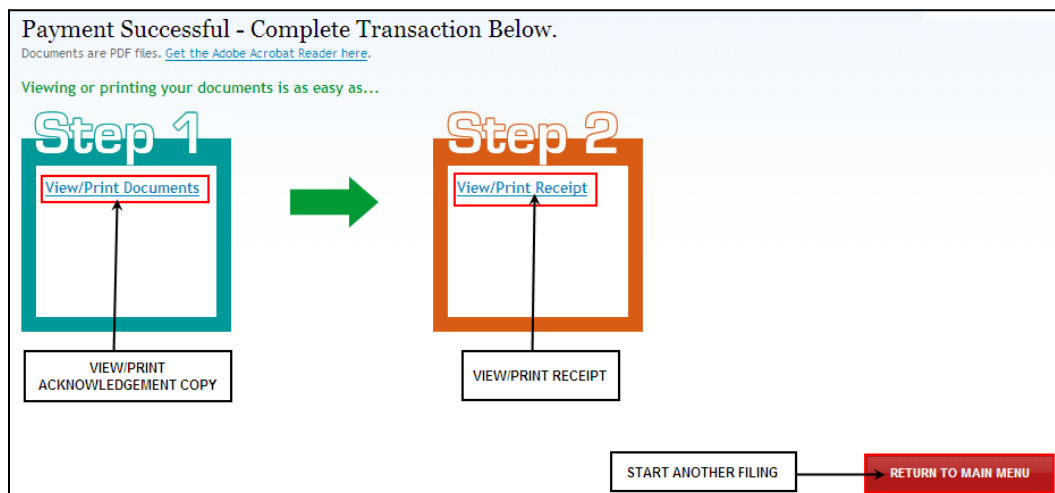 Payment Successful - Complete Transaction Below.
Documents are PDF files. Get the Adobe Acrobat Reader here.
Viewing or printing your documents is as easy as...
Step 1
View/Print Documents
VIEW/PRINT
ACKNOWLEDGEMENT COPY
Step 2
View/Print Receipt
VIEW/PRINT RECEIPT
START ANOTHER FILING
RETURN TO MAIN MENU